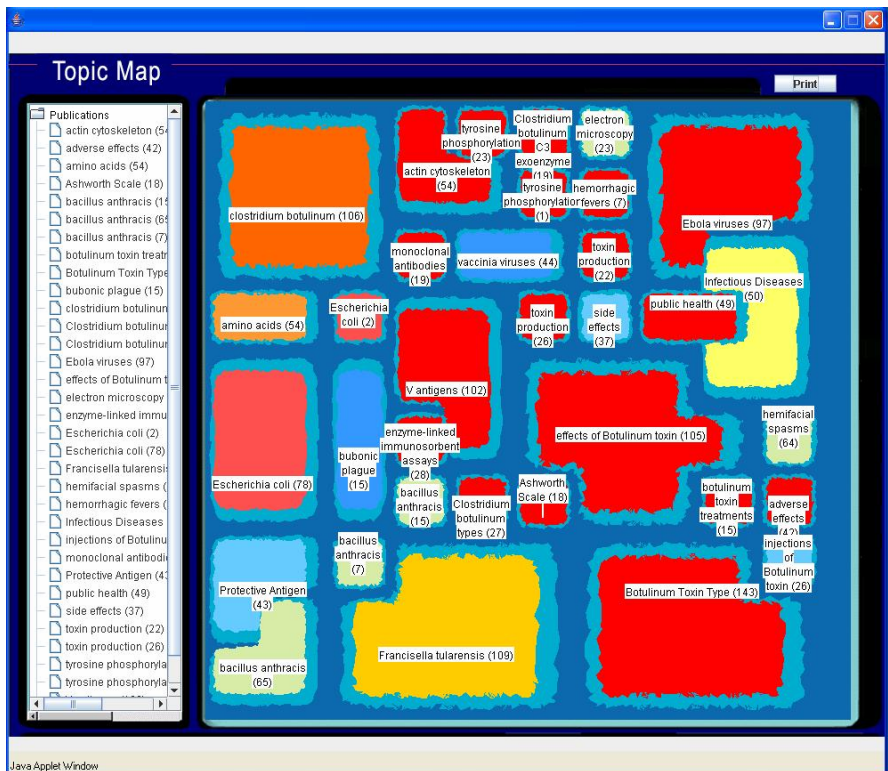 Topic Map
Print
Publications
actin cytoskeleton (54
adverse effects (42)
amino acids (54)
Ashworth Scale (18)
bacillus anthracis (15
bacillus anthracis (65
bacillus anthracis (7)
botulinum toxin treatr
Botulinum Toxin Type
bubonic plague (15)
clostridium botulinun
Clostridium botulinur
Clostridium botulinur
Ebola viruses (97)
effects of Botulinum t
electron microscopy
enzyme-linked immu
Escherichia coli (2)
Escherichia coli (78)
Francisella tularensis
hemifacial spasms (
hemorrhagic fevers (
Infectious Diseases
injections of Botulinu
monoclonal antibodi
Protective Antigen (43
public health (49)
side effects (37)
toxin production (22)
toxin production (26)
tyrosine phosphoryla
tyrosine phosphoryla
clostridium botulinum (106)
tyrosine
phosphorylation
(23)
actin cytoskeleton
(54)
Clostridium
botulinum
C3
exoenzyme
(19)
electron
microscopy
(23)
tyrosine
phosphorylation
(1)
hemorrhagic
fevers (7)
Ebola viruses (97)
monoclonal
antibodies
(19)
vaccinia viruses (44)
toxin
production
(22)
Infectious Diseases
(50)
amino acids (54)
Escherichia
coli (2)
toxin
production
(26)
side
effects
(37)
public health (49)
V antigens (102)
effects of Botulinum toxin (105)
hemifacial
spasms
(64)
enzyme-linked
immunosorbent
assays
(28)
bubonic
plague
(15)
Escherichia coli (78)
bacillus
anthracis
(15)
Clostridium
botulinum
types (27)
Ashworth
Scale (18)
botulinum
toxin
treatments
(15)
adverse
effects
(42)
bacillus
anthracis
(7)
injections
of
Botulinum
toxin (26)
Protective Antigen
(43)
Botulinum Toxin Type (143)
bacillus anthracis
(65)
Francisella tularensis (109)
Java Applet Window